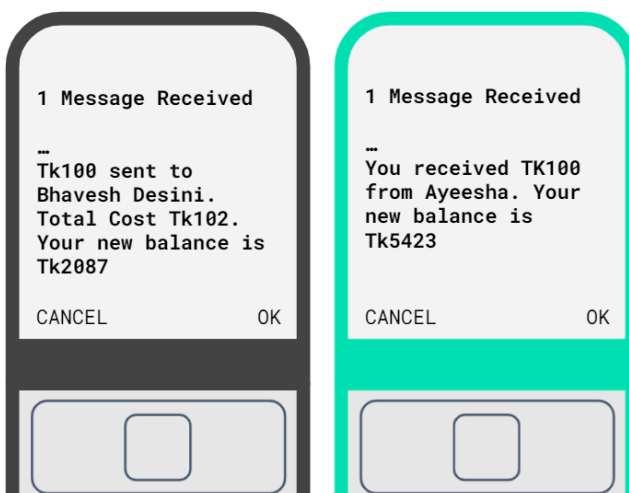 1 Message Received
…
Tk100 sent to
Bhavesh Desini.
Total Cost Tk102.
Your new balance is
Tk2087
CANCEL OK
1 Message Received
…
You received TK100
from Ayeesha. Your
new balance is
Tk5423
CANCEL OK